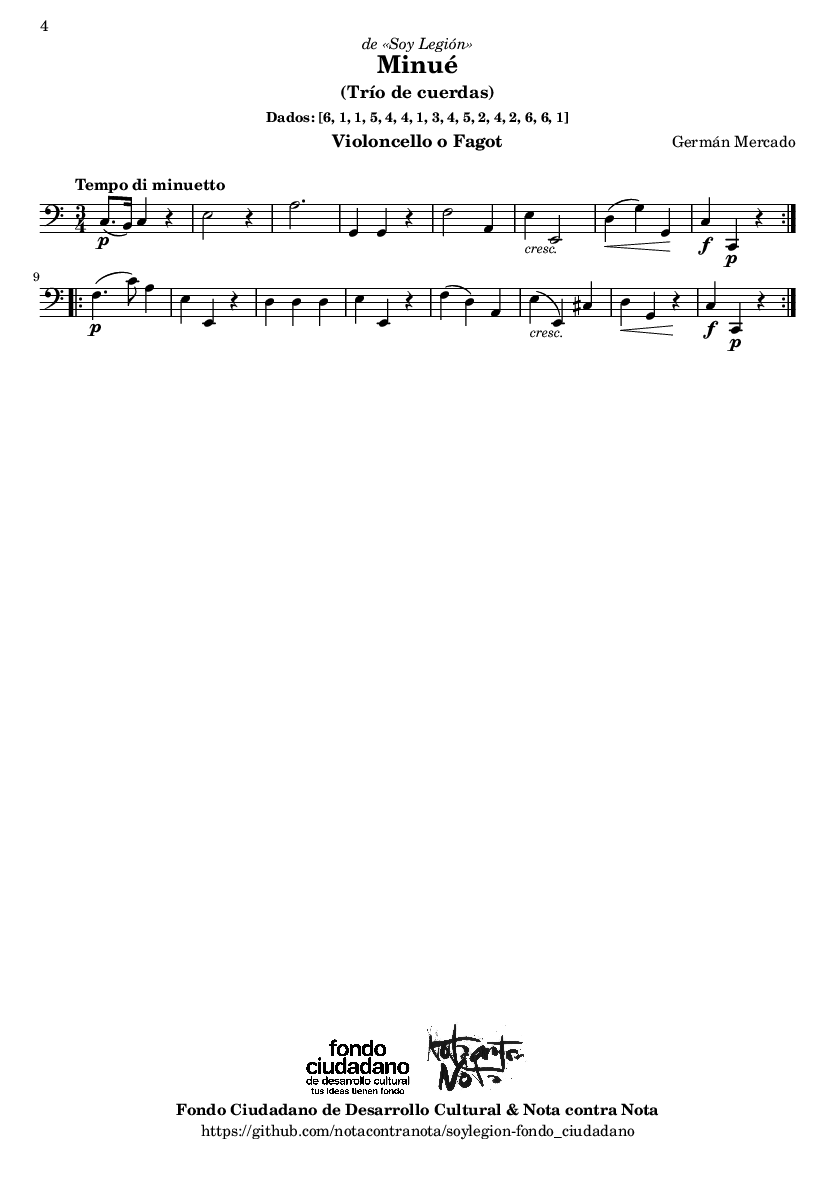 4
de «Soy Legión»
Minué
(Trío de cuerdas)
Dados: [6, 1, 1, 5, 4, 4, 1, 3, 4, 5, 2, 4, 2, 6, 6, 1]
Violoncello o Fagot
Germán Mercado
Tempo di minuetto
3
4
p
cresc.
f
p
9
p
cresc.
f
p
fondo
ciudadano
de desarrollo cultural
tus ideas tienen fondo
Nota contra
Nota
Fondo Ciudadano de Desarrollo Cultural & Nota contra Nota
https://github.com/notacontranota/soylegion-fondo_ciudadano